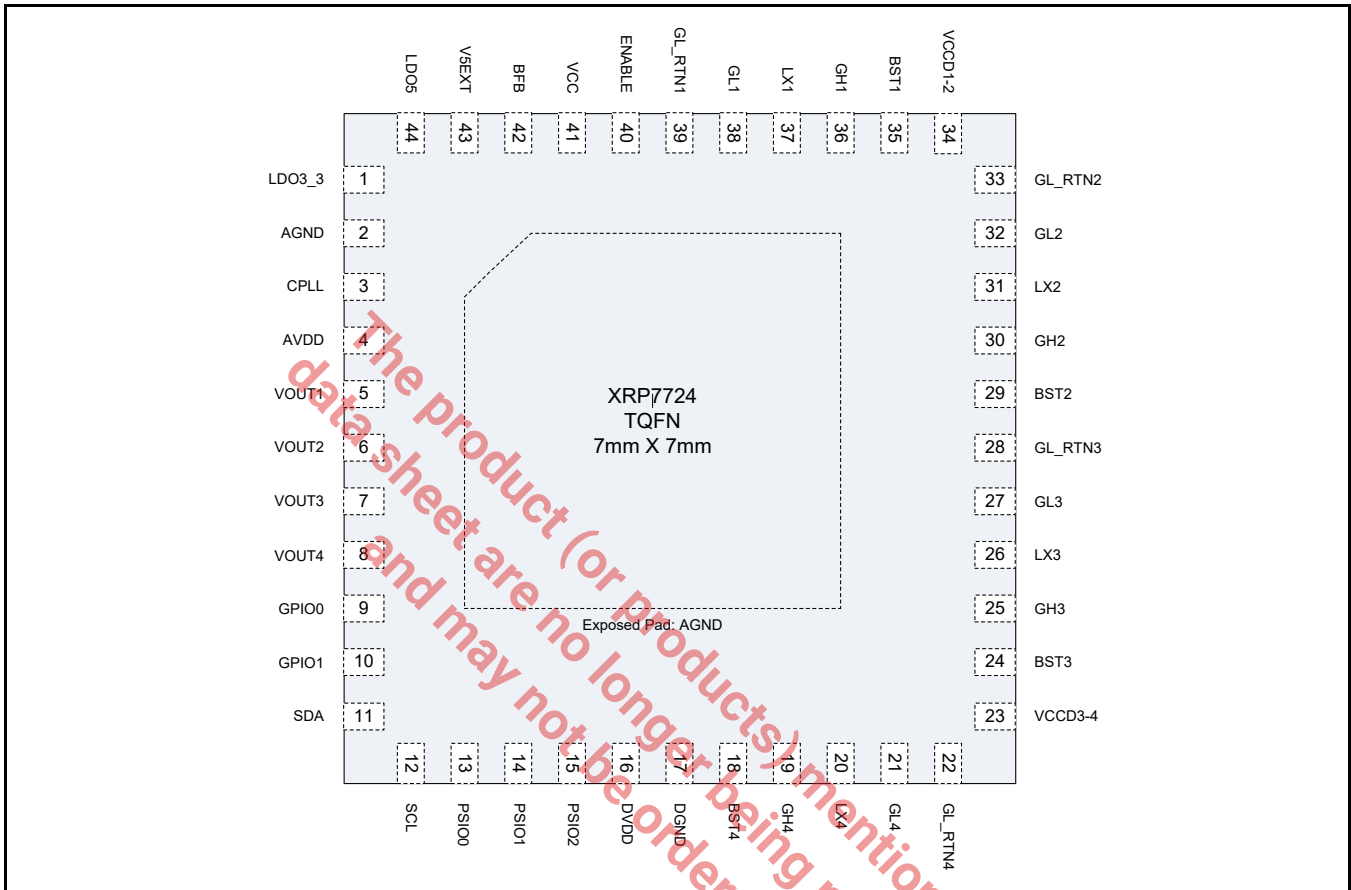 LDO5
V5EXT
BFB
VCC
ENABLE
GL_RTN1
GL1
LX1
GH1
BST1
VCCD1-2
44
43
42
41
40
39
38
37
36
35
34
LDO3_3 1
AGND 2
CPLL 3
AVDD 4
VOUT1 5
VOUT2 6
VOUT3 7
VOUT4 8
GPIO0 9
GPIO1 10
SDA 11
33 GL_RTN2
32 GL2
31 LX2
30 GH2
29 BST2
28 GL_RTN3
27 GL3
26 LX3
25 GH3
24 BST3
23 VCCD3-4
XRP7724
TQFN
7mm X 7mm
Exposed Pad: AGND
12
13
14
15
16
17
18
19
20
21
22
SCL
PSIO0
PSIO1
PSIO2
DVDD
DGND
BST4
GH4
LX4
GL4
GL_RTN4
The product (or products) mention
data sheet are no longer being
and may not be order